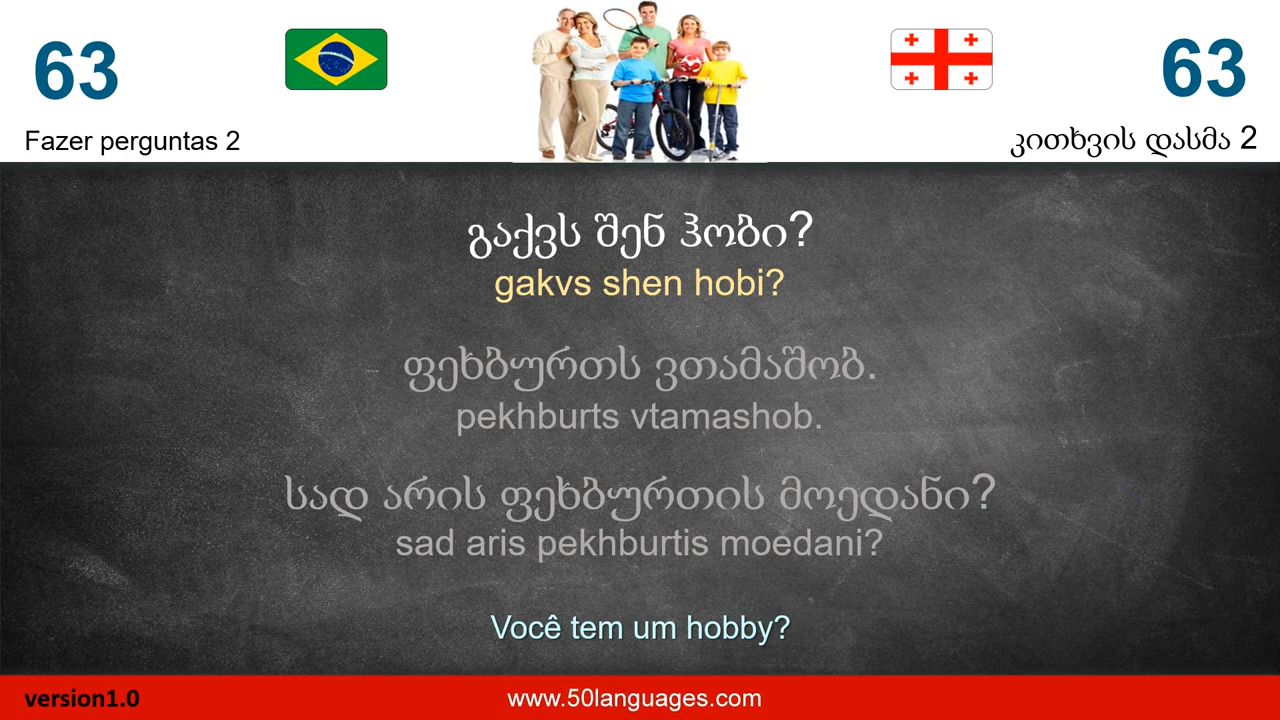 63
63
Fazer perguntas 2
კითხვის დასმა 2
გაქვს შენ ჰობი?
gakvs shen hobi?
ფეხბურთს ვთამაშობ.
pekhburts vtamashob.
სად არის ფეხბურთის მოედანი?
sad aris pekhburtis moedani?
Você tem um hobby?
version1.0
www.50languages.com